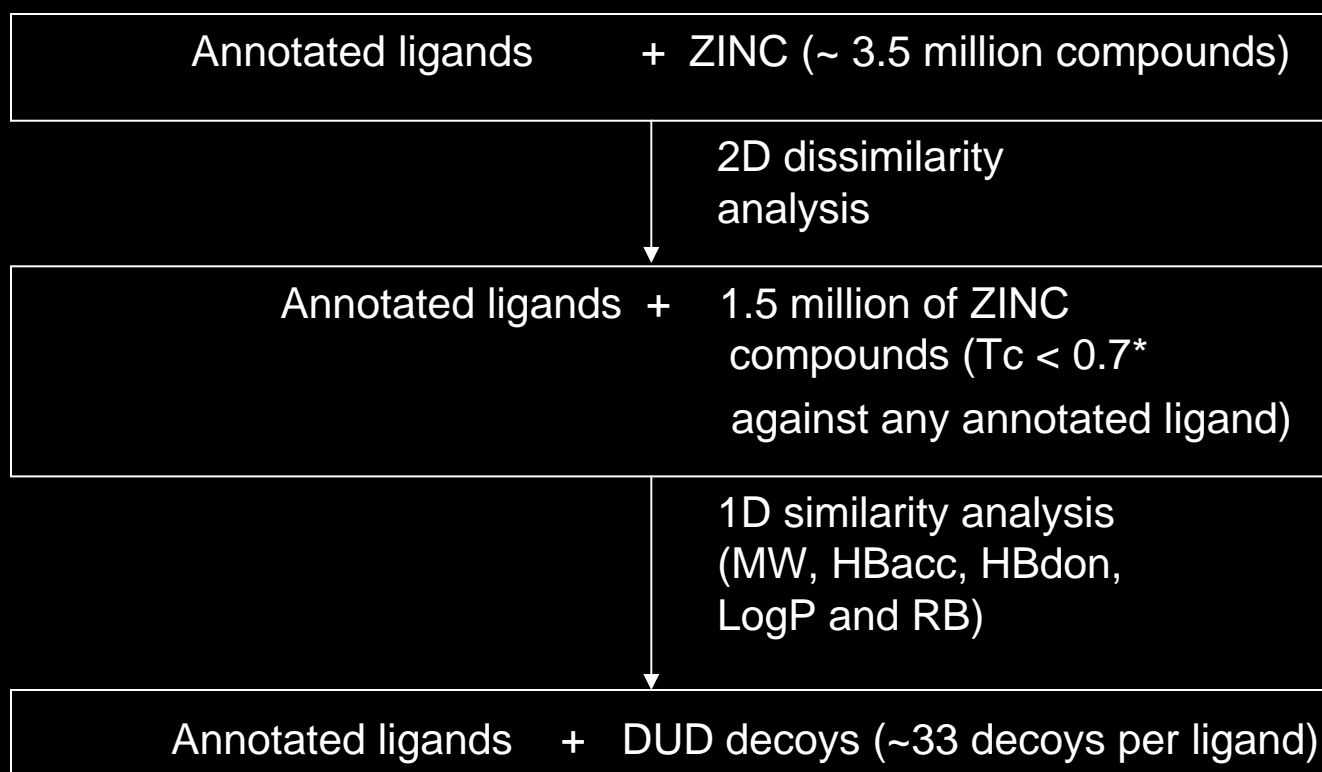 Annotated ligands + ZINC (~ 3.5 million compounds)
2D dissimilarity
analysis
Annotated ligands + 1.5 million of ZINC
compounds (Tc < 0.7*
against any annotated ligand)
1D similarity analysis
(MW, HBacc, HBdon,
LogP and RB)
Annotated ligands + DUD decoys (~33 decoys per ligand)